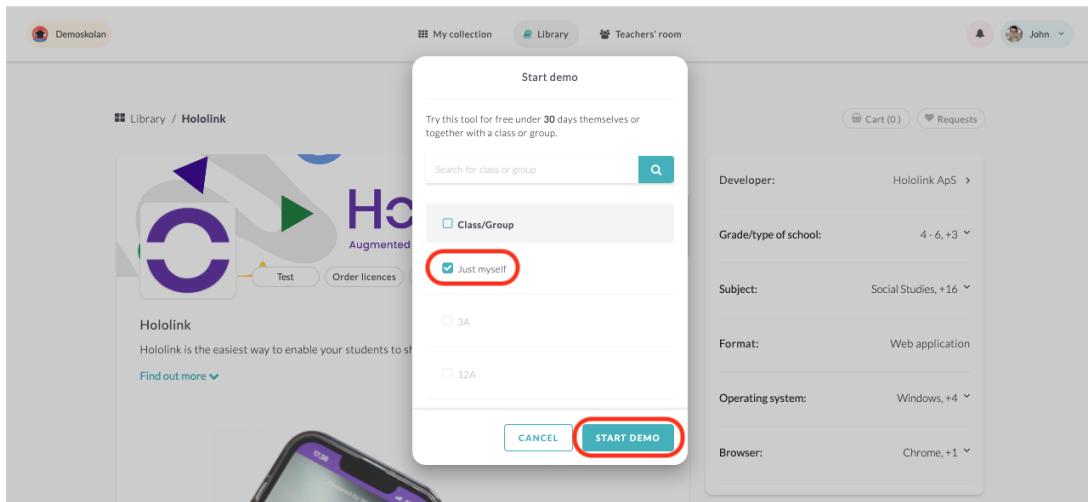 Demoskolan
My collection
Library
Teachers' room
John
Start demo
Try this tool for free under 30 days themselves or
together with a class or group.
Search for class or group
Class/Group
Just myself
3A
12A
CANCEL
START DEMO
Library / Hololink
Cart (0)
Requests
Ho
Augmented
Test
Order licences
Hololink
Hololink is the easiest way to enable your students to sh
Find out more
17.38
Developer:
Hololink ApS
Grade/type of school:
4 - 6, +3
Subject:
Social Studies, +16
Format:
Web application
Operating system:
Windows, +4
Browser:
Chrome, +1